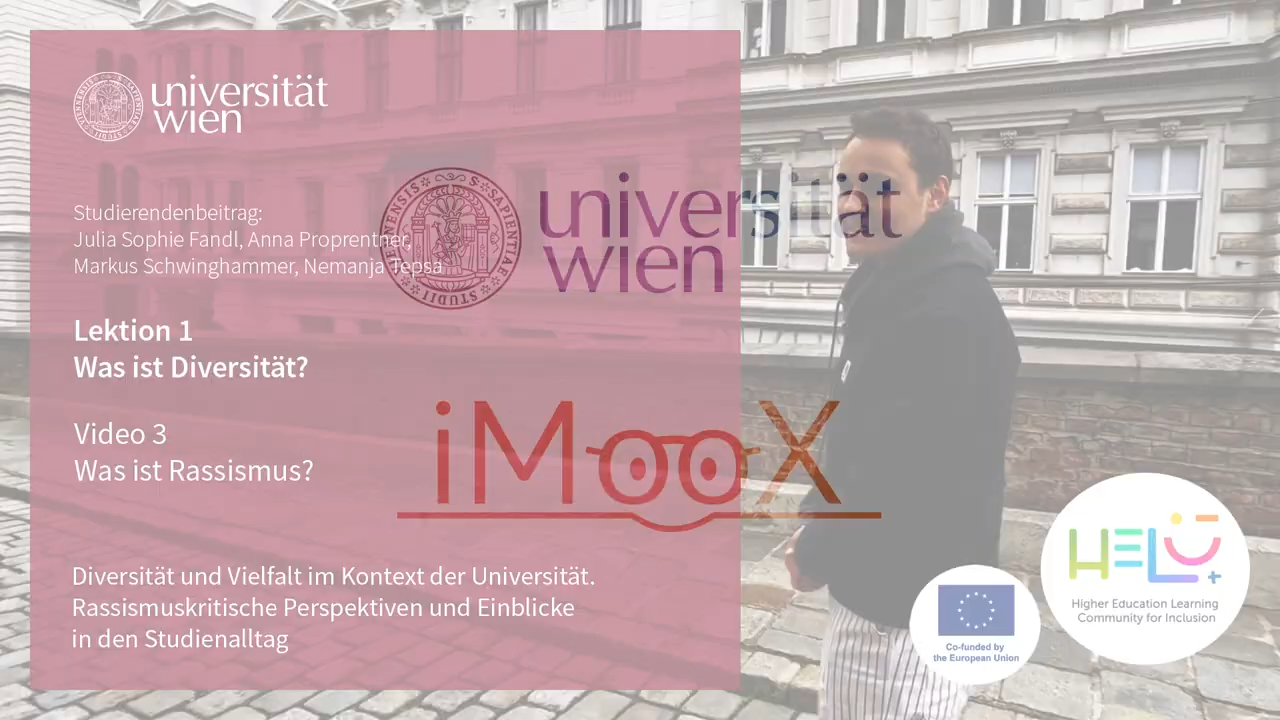 universität
wien
Studierendenbeitrag:
Julia Sophie Fandl, Anna Proprentner,
Markus Schwinghammer, Nemanja Tepsa
universität
wien
Lektion 1
Was ist Diversität?
Video 3
Was ist Rassismus?
iMooX
Diversität und Vielfalt im Kontext der Universität.
Rassismuskritische Perspektiven und Einblicke
in den Studienalltag
HELCI+
Higher Education Learning
Community for Inclusion
Co-funded by
the European Union